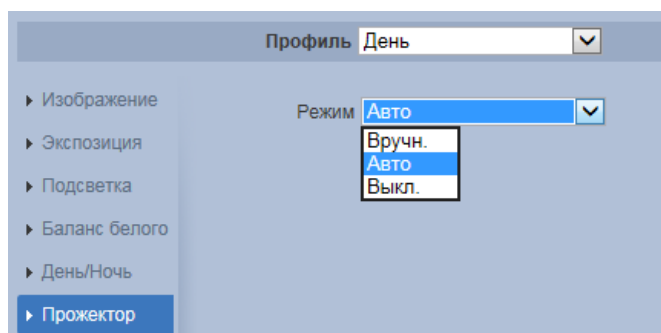 Профиль День
Изображение
Режим Авто
Вручн.
Экспозиция
Авто
Подсветка
Выкл.
Баланс белого
День/Ночь
Прожектор